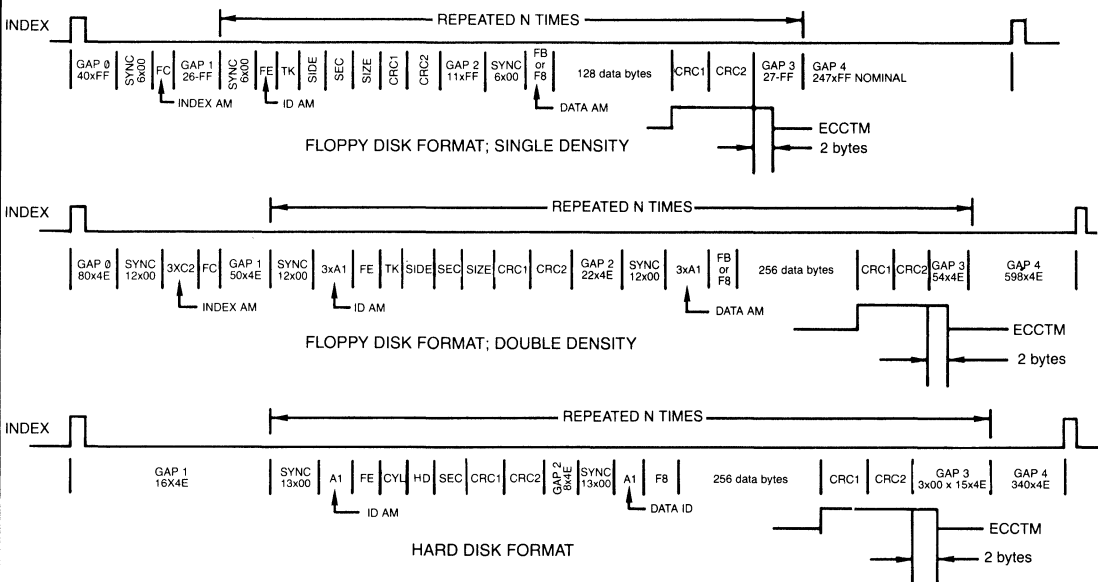 REPEATED N TIMES
INDEX
GAP 0 40xFF
SYNC 6x00
FC
GAP 1 26-FF
SYNC 6x00
FE
TK
SIDE
SEC
SIZE
CRC1
CRC2
GAP 2 11xFF
SYNC 6x00
FB or F8
128 data bytes
CRC1
CRC2
GAP 3 27-FF
GAP 4 247xFF NOMINAL
INDEX AM
ID AM
DATA AM
ECCTM
FLOPPY DISK FORMAT; SINGLE DENSITY
2 bytes
REPEATED N TIMES
INDEX
GAP 0 80x4E
SYNC 12x00
3XC2
FC
GAP 1 50x4E
SYNC 12x00
3xA1
FE
TK
SIDE
SEC
SIZE
CRC1
CRC2
GAP 2 22x4E
SYNC 12x00
3xA1
FB or F8
256 data bytes
CRC1
CRC2
GAP 3 54x4E
GAP 4 598x4E
INDEX AM
ID AM
DATA AM
ECCTM
FLOPPY DISK FORMAT; DOUBLE DENSITY
2 bytes
REPEATED N TIMES
INDEX
GAP 1 16X4E
SYNC 13x00
A1
FE
CYL
HD
SEC
CRC1
CRC2
GAP 2 8x4E
SYNC 13x00
A1
F8
256 data bytes
CRC1
CRC2
GAP 3 3x00 x 15x4E
GAP 4 340x4E
ID AM
DATA ID
ECCTM
HARD DISK FORMAT
2 bytes